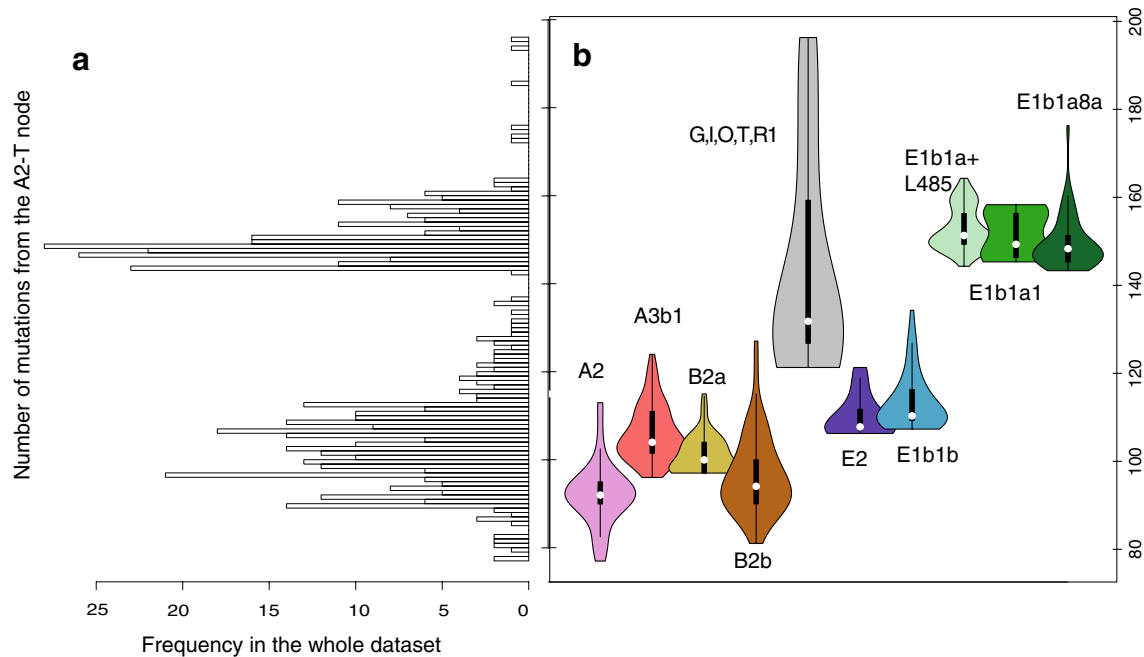 a
b
Number of mutations from the A2-T node
25 20 15 10 5 0
Frequency in the whole dataset
A2
A3b1
B2a
B2b
G,I,O,T,R1
E2
E1b1b
E1b1a+
L485
E1b1a1
E1b1a8a
200
180
160
140
120
100
80